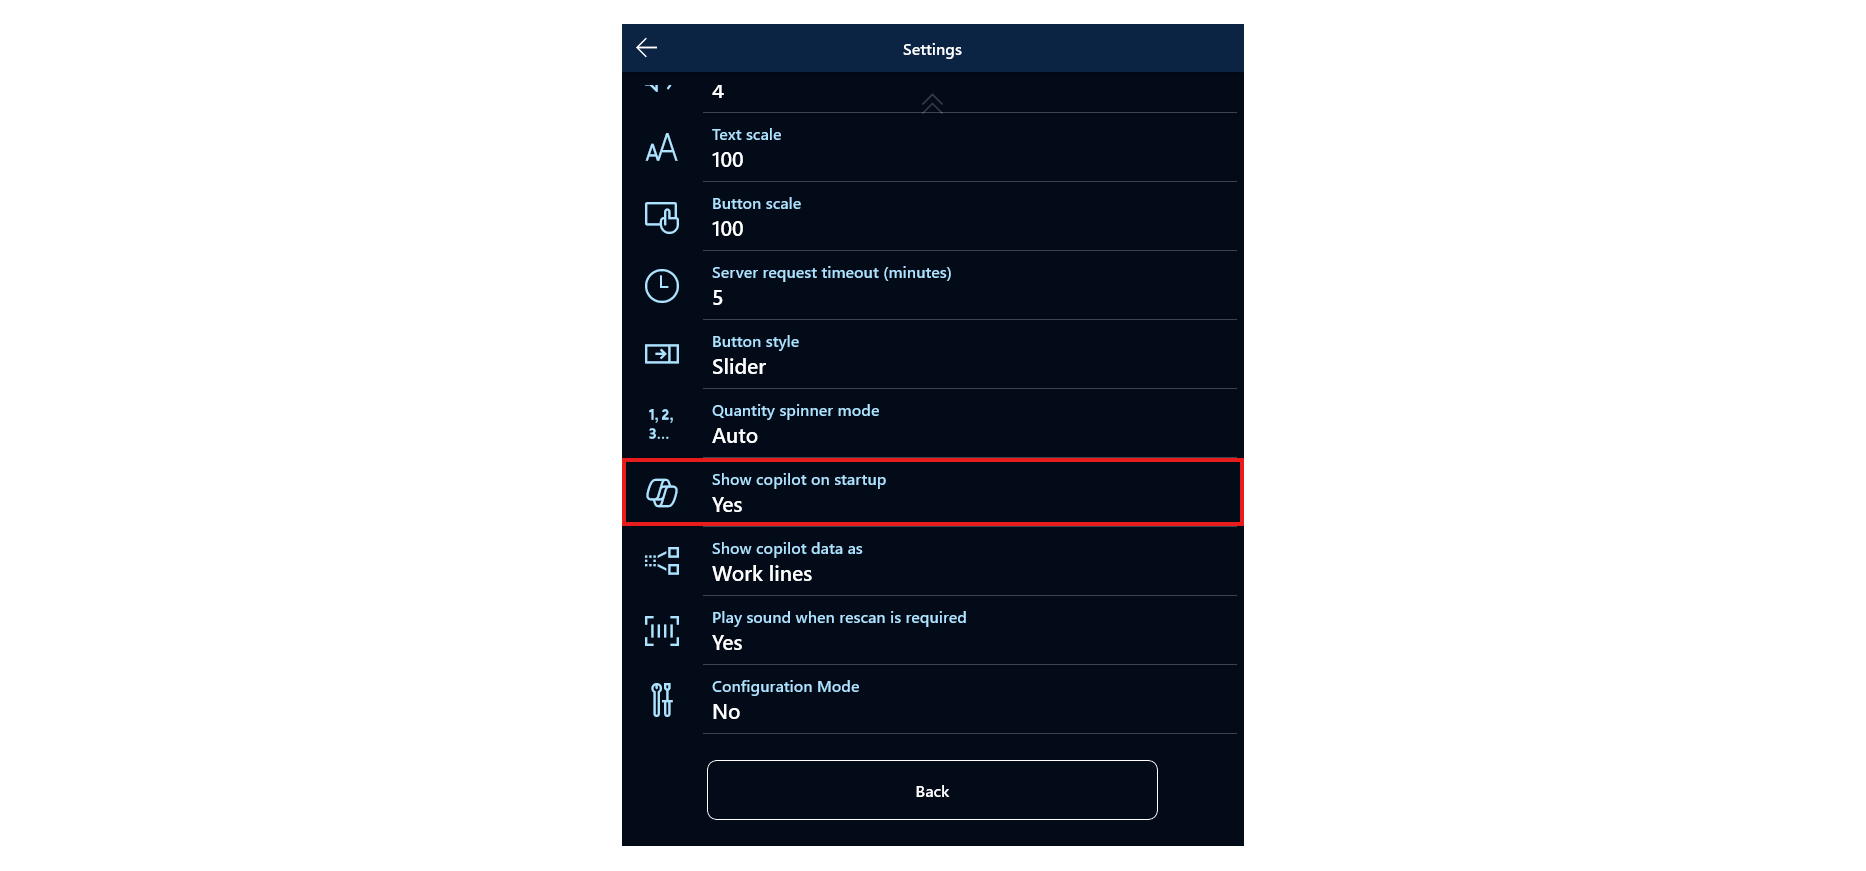 Settings
4
Text scale
100
Button scale
100
Server request timeout (minutes)
5
Button style
Slider
1, 2,
3...
Quantity spinner mode
Auto
Show copilot on startup
Yes
Show copilot data as
Work lines
Play sound when rescan is required
Yes
Configuration Mode
No
Back